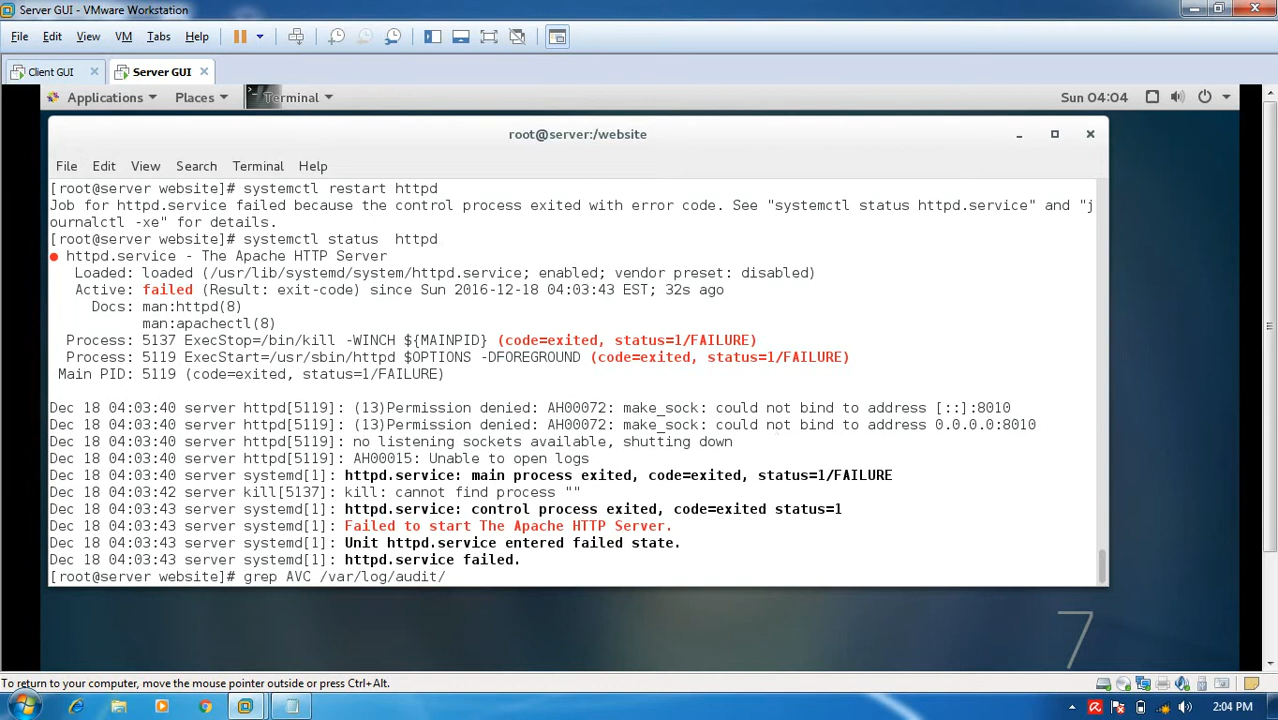 Server GUI - VMware Workstation
File Edit View VM Tabs Help
Client GUI Server GUI
Applications Places Terminal Sun 04:04
root@server:/website
File Edit View Search Terminal Help
[root@server website]# systemctl restart httpd
Job for httpd.service failed because the control process exited with error code. See "systemctl status httpd.service" and "j
ournalctl -xe" for details.
[root@server website]# systemctl status  httpd
● httpd.service - The Apache HTTP Server
Loaded: loaded (/usr/lib/systemd/system/httpd.service; enabled; vendor preset: disabled)
Active: failed (Result: exit-code) since Sun 2016-12-18 04:03:43 EST; 32s ago
Docs: man:httpd(8)
man:apachectl(8)
Process: 5137 ExecStop=/bin/kill -WINCH ${MAINPID} (code=exited, status=1/FAILURE)
Process: 5119 ExecStart=/usr/sbin/httpd $OPTIONS -DFOREGROUND (code=exited, status=1/FAILURE)
Main PID: 5119 (code=exited, status=1/FAILURE)
Dec 18 04:03:40 server httpd[5119]: (13)Permission denied: AH00072: make_sock: could not bind to address [::]:8010
Dec 18 04:03:40 server httpd[5119]: (13)Permission denied: AH00072: make_sock: could not bind to address 0.0.0.0:8010
Dec 18 04:03:40 server httpd[5119]: no listening sockets available, shutting down
Dec 18 04:03:40 server httpd[5119]: AH00015: Unable to open logs
Dec 18 04:03:40 server systemd[1]: httpd.service: main process exited, code=exited, status=1/FAILURE
Dec 18 04:03:42 server kill[5137]: kill: cannot find process ""
Dec 18 04:03:43 server systemd[1]: httpd.service: control process exited, code=exited status=1
Dec 18 04:03:43 server systemd[1]: Failed to start The Apache HTTP Server.
Dec 18 04:03:43 server systemd[1]: Unit httpd.service entered failed state.
Dec 18 04:03:43 server systemd[1]: httpd.service failed.
[root@server website]# grep AVC /var/log/audit/
7
To return to your computer, move the mouse pointer outside or press Ctrl+Alt.
2:04 PM